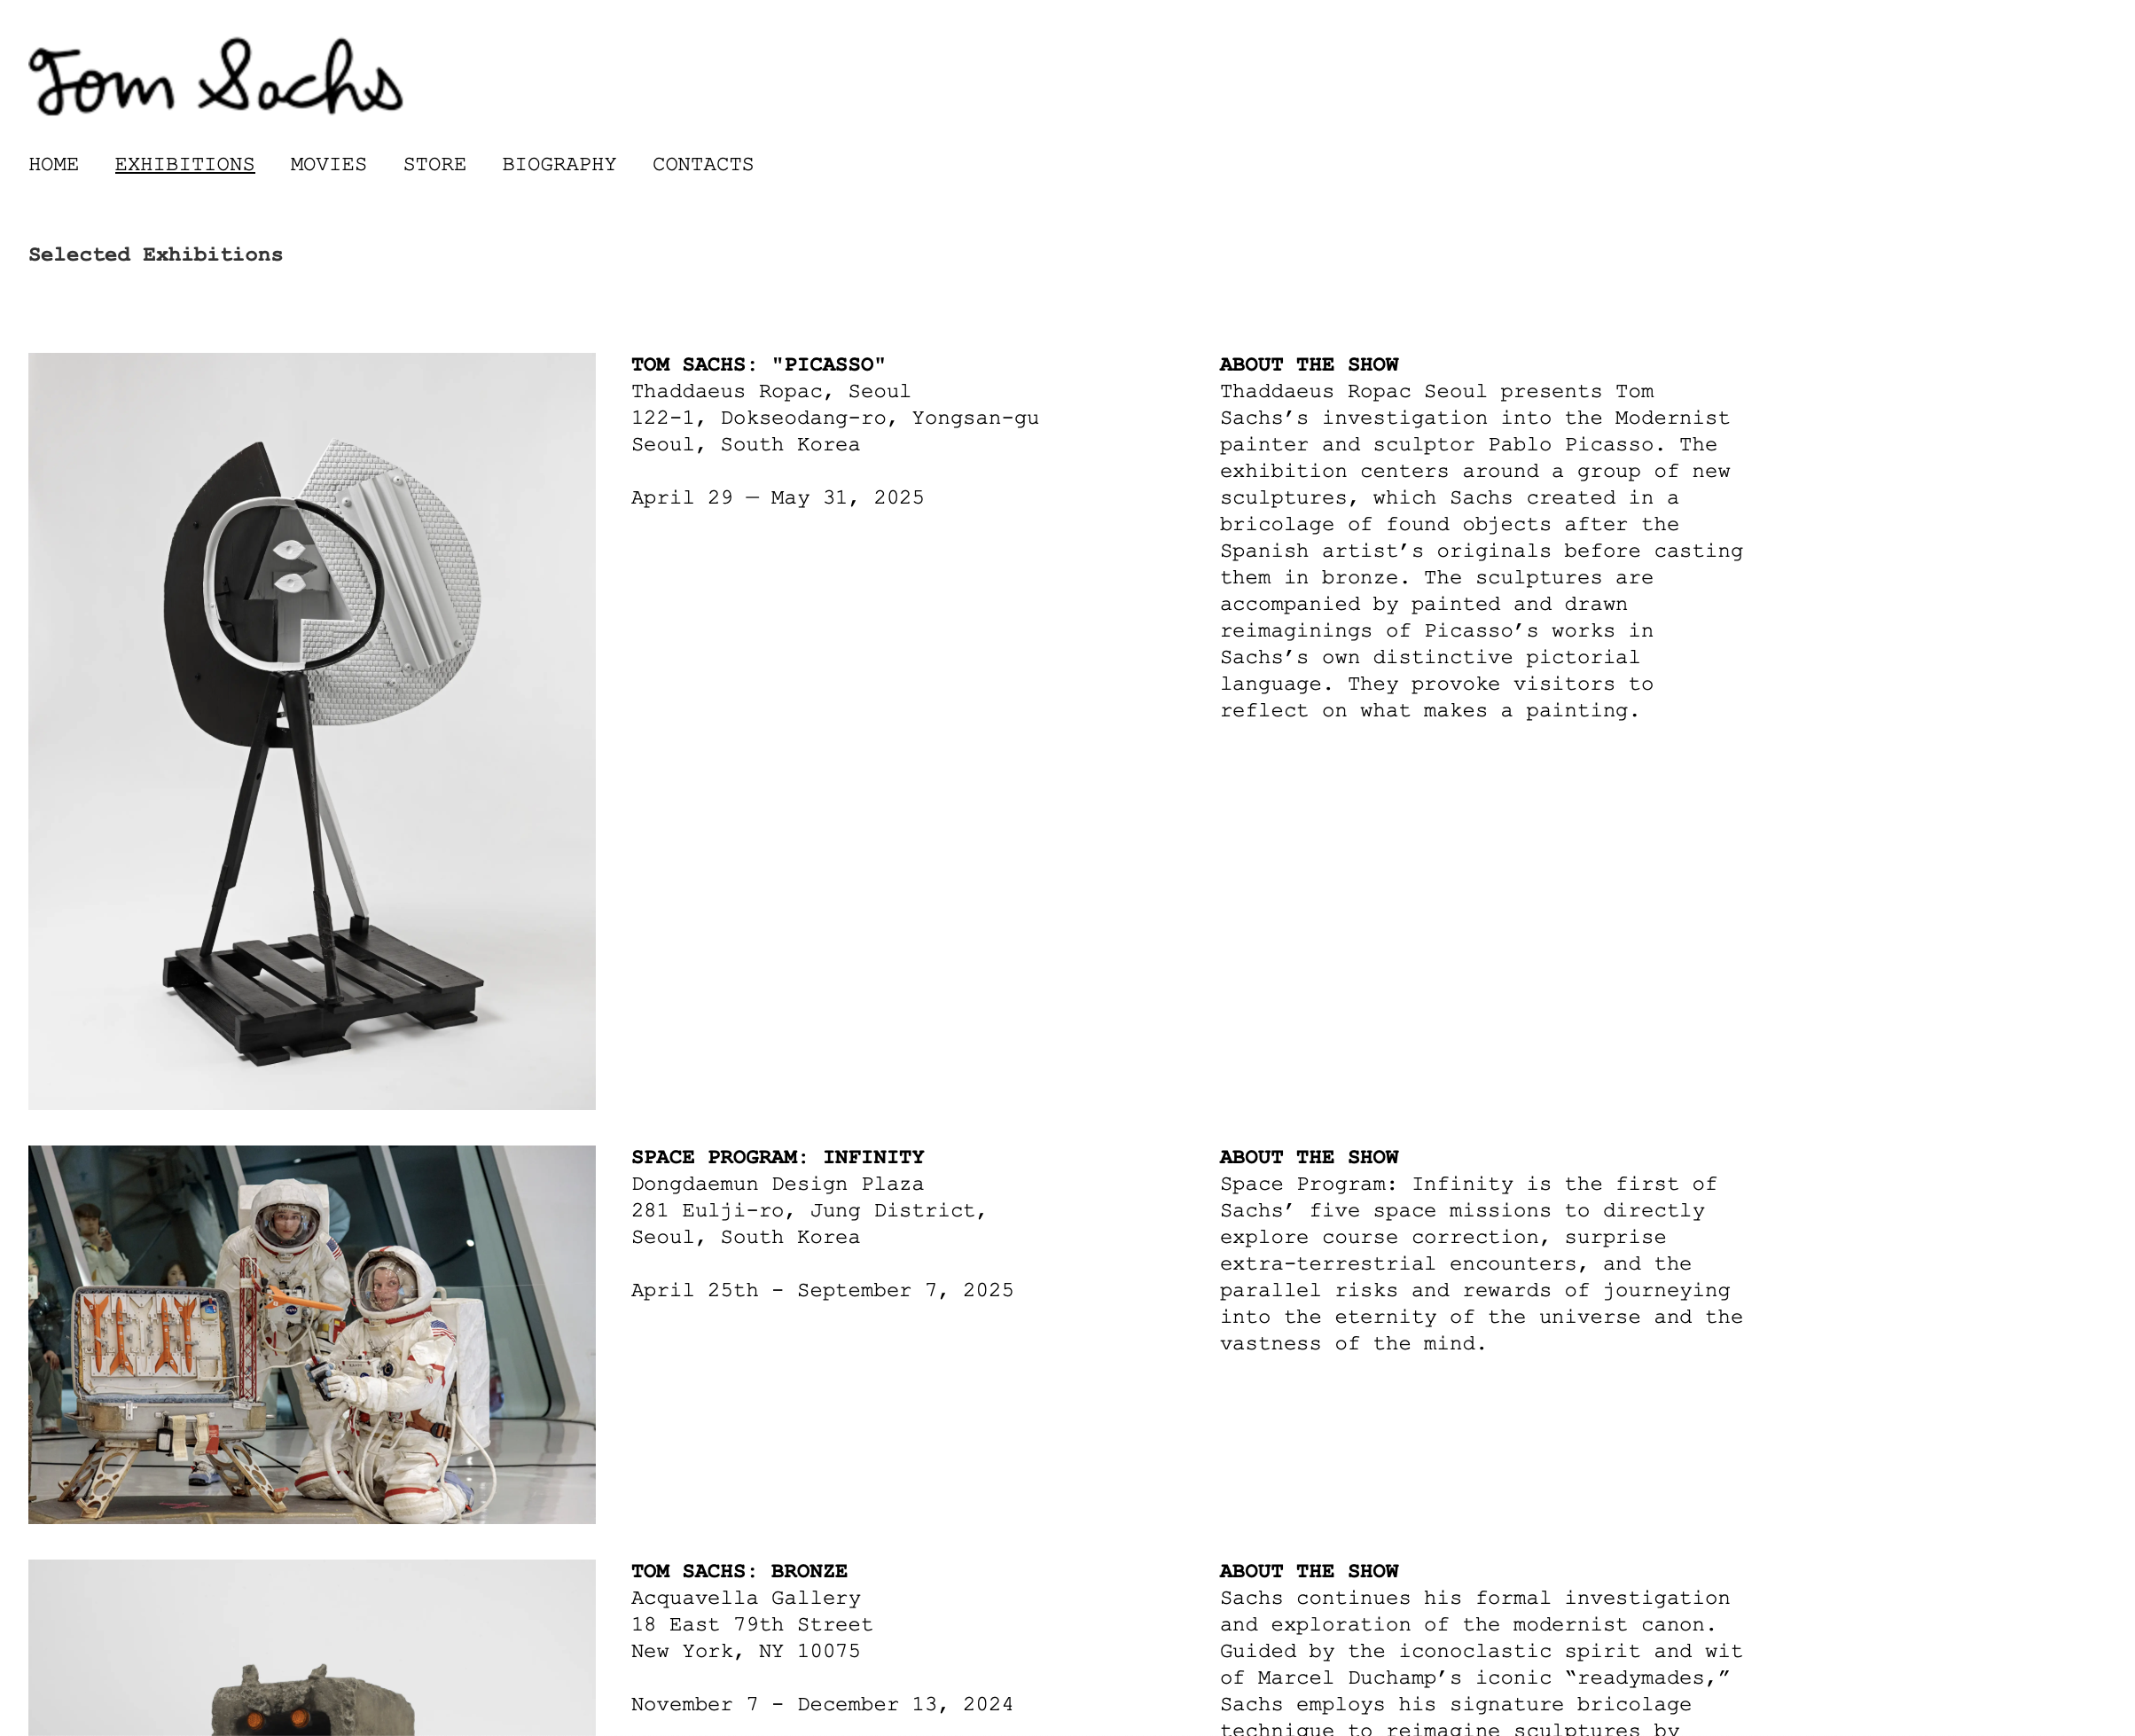 Tom Sachs
HOME EXHIBITIONS MOVIES STORE BIOGRAPHY CONTACTS
Selected Exhibitions
TOM SACHS: "PICASSO"
Thaddaeus Ropac, Seoul
122-1, Dokseodang-ro, Yongsan-gu
Seoul, South Korea
April 29 — May 31, 2025
ABOUT THE SHOW
Thaddaeus Ropac Seoul presents Tom
Sachs’s investigation into the Modernist
painter and sculptor Pablo Picasso. The
exhibition centers around a group of new
sculptures, which Sachs created in a
bricolage of found objects after the
Spanish artist’s originals before casting
them in bronze. The sculptures are
accompanied by painted and drawn
reimaginings of Picasso’s works in
Sachs’s own distinctive pictorial
language. They provoke visitors to
reflect on what makes a painting.
SPACE PROGRAM: INFINITY
Dongdaemun Design Plaza
281 Eulji-ro, Jung District,
Seoul, South Korea
April 25th - September 7, 2025
ABOUT THE SHOW
Space Program: Infinity is the first of
Sachs’ five space missions to directly
explore course correction, surprise
extra-terrestrial encounters, and the
parallel risks and rewards of journeying
into the eternity of the universe and the
vastness of the mind.
TOM SACHS: BRONZE
Acquavella Gallery
18 East 79th Street
New York, NY 10075
November 7 - December 13, 2024
ABOUT THE SHOW
Sachs continues his formal investigation
and exploration of the modernist canon.
Guided by the iconoclastic spirit and wit
of Marcel Duchamp’s iconic “readymades,”
Sachs employs his signature bricolage
technique to reimagine sculptures by